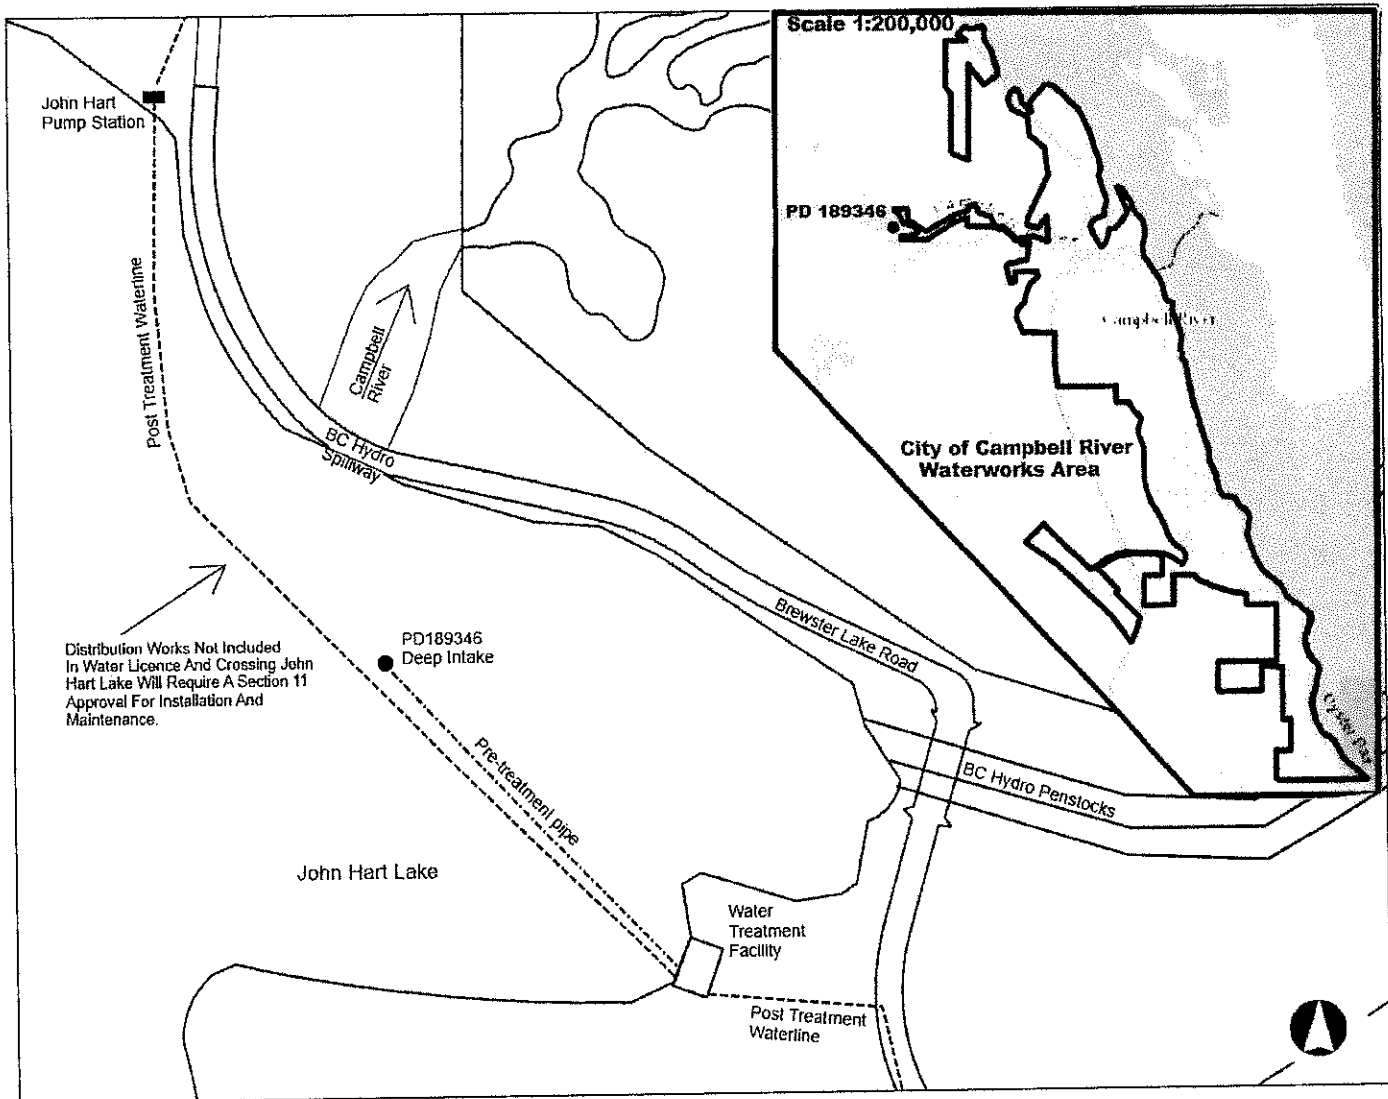 Scale 1:200,000
John Hart
Pump Station
PD 189346
Post Treatment Waterline
Campbell
River
Campbell River
BC Hydro
Spillway
City of Campbell River
Waterworks Area
Brewster Lake Road
PD189346
Deep Intake
Distribution Works Not Included
In Water Licence And Crossing John
Hart Lake Will Require A Section 11
Approval For Installation And
Maintenance.
Pre-treatment pipe
BC Hydro Penstocks
Oyster
John Hart Lake
Water
Treatment
Facility
Post Treatment
Waterline